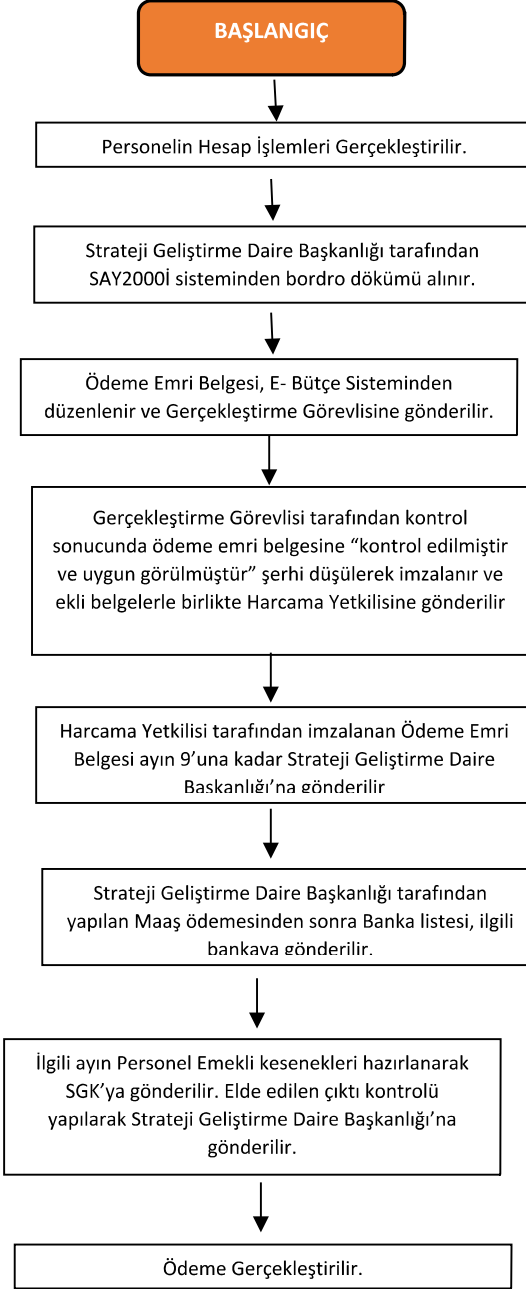 BAŞLANGIÇ
Personelin Hesap İşlemleri Gerçekleştirilir.
Strateji Geliştirme Daire Başkanlığı tarafından
SAY2000İ sisteminden bordro dökümü alınır.
Ödeme Emri Belgesi, E- Bütçe Sisteminden
düzenlenir ve Gerçekleştirme Görevlisine gönderilir.
Gerçekleştirme Görevlisi tarafından kontrol
sonucunda ödeme emri belgesine “kontrol edilmiştir
ve uygun görülmüştür” şerhi düşülerek imzalanır ve
ekli belgelerle birlikte Harcama Yetkilisine gönderilir
Harcama Yetkilisi tarafından imzalanan Ödeme Emri
Belgesi ayın 9’una kadar Strateji Geliştirme Daire
Başkanlığı’na gönderilir
Strateji Geliştirme Daire Başkanlığı tarafından
yapılan Maaş ödemesinden sonra Banka listesi, ilgili
bankaya gönderilir.
İlgili ayın Personel Emekli kesenekleri hazırlanarak
SGK’ya gönderilir. Elde edilen çıktı kontrolü
yapılarak Strateji Geliştirme Daire Başkanlığı’na
gönderilir.
Ödeme Gerçekleştirilir.